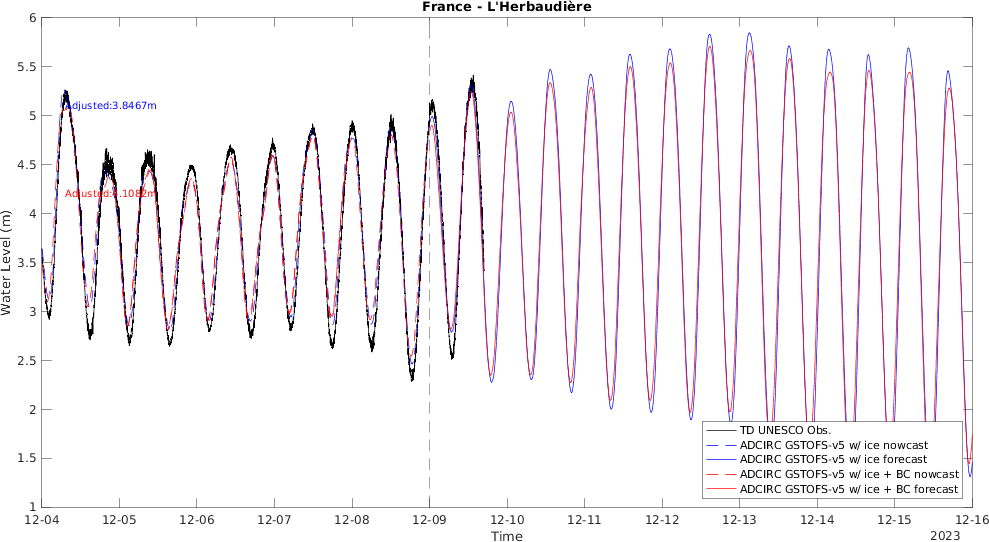 France - L'Herbaudière
6
5.5
5
4.5
4
3.5
3
2.5
2
1.5
1
Water Level (m)
Adjusted:3.8467m
Adjusted:4.1082m
TD UNESCO Obs.
ADCIRC GSTOFS-v5 w/ ice nowcast
ADCIRC GSTOFS-v5 w/ ice forecast
ADCIRC GSTOFS-v5 w/ ice + BC nowcast
ADCIRC GSTOFS-v5 w/ ice + BC forecast
12-04 12-05 12-06 12-07 12-08 12-09 12-10 12-11 12-12 12-13 12-14 12-15 12-16
Time
2023